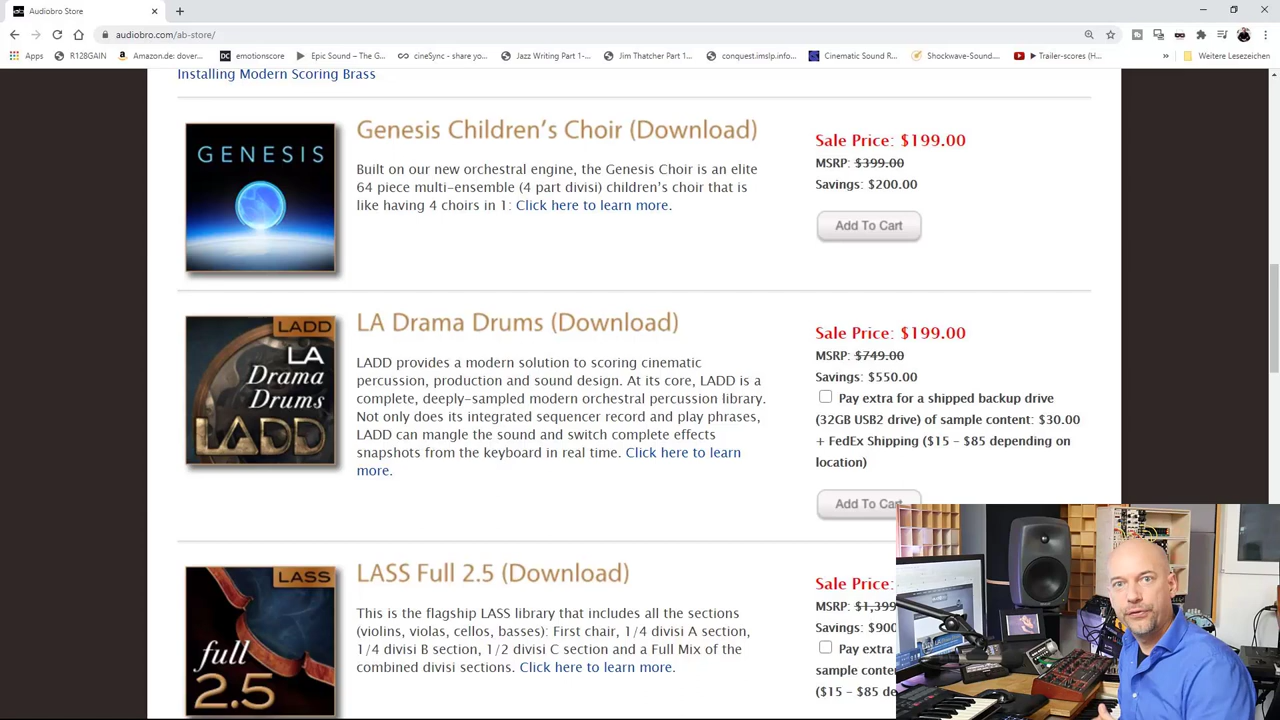 Audiobro Store
audiobro.com/ab-store/
Apps
R128GAIN
Amazon.de: dover...
DC emotionscore
Epic Sound – The G...
cineSync - share yo...
Jazz Writing Part 1-...
Jim Thatcher Part 1...
conquest.imslp.info...
Cinematic Sound R...
Shockwave-Sound....
Trailer-scores (H...
»
Weitere Lesezeichen
Installing Modern Scoring Brass
GENESIS
Genesis Children's Choir (Download)
Built on our new orchestral engine, the Genesis Choir is an elite
64 piece multi-ensemble (4 part divisi) children's choir that is
like having 4 choirs in 1: Click here to learn more.
Sale Price: $199.00
MSRP: $399.00
Savings: $200.00
Add To Cart
LADD
LA
Drama
Drums
LADD
LA Drama Drums (Download)
LADD provides a modern solution to scoring cinematic
percussion, production and sound design. At its core, LADD is a
complete, deeply-sampled modern orchestral percussion library.
Not only does its integrated sequencer record and play phrases,
LADD can mangle the sound and switch complete effects
snapshots from the keyboard in real time. Click here to learn
more.
Sale Price: $199.00
MSRP: $749.00
Savings: $550.00
Pay extra for a shipped backup drive
(32GB USB2 drive) of sample content: $30.00
+ FedEx Shipping ($15 – $85 depending on
location)
Add To Cart
LASS
full
2.5
LASS Full 2.5 (Download)
This is the flagship LASS library that includes all the sections
(violins, violas, cellos, basses): First chair, 1/4 divisi A section,
1/4 divisi B section, 1/2 divisi C section and a Full Mix of the
combined divisi sections. Click here to learn more.
Sale Price:
MSRP: $1,399
Savings: $900
Pay extra
sample conte
($15 – $85 de